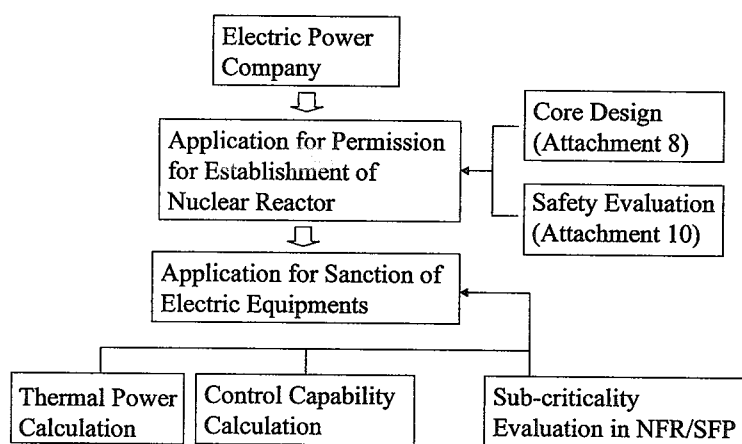 Electric Power
Company
Application for Permission
for Establishment of
Nuclear Reactor
Core Design
(Attachment 8)
Safety Evaluation
(Attachment 10)
Application for Sanction of
Electric Equipments
Thermal Power
Calculation
Control Capability
Calculation
Sub-criticality
Evaluation in NFR/SFP